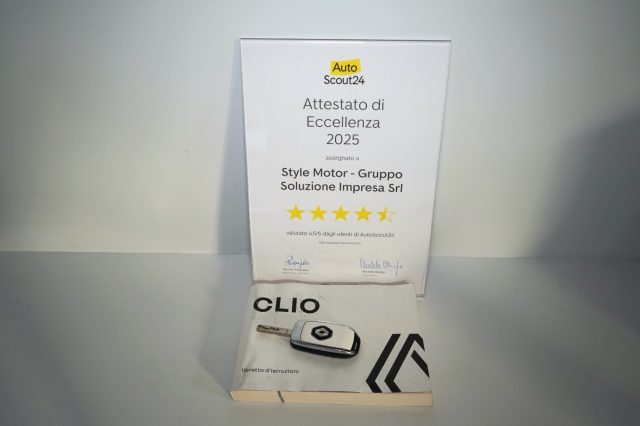 Auto
Scout24
Attestato di
Eccellenza
2025
assegnato a
Style Motor - Gruppo
Soluzione Impresa Srl
valutato 4.5/5 dagli utenti di AutoScout24
CLIO
libretto d'istruzioni